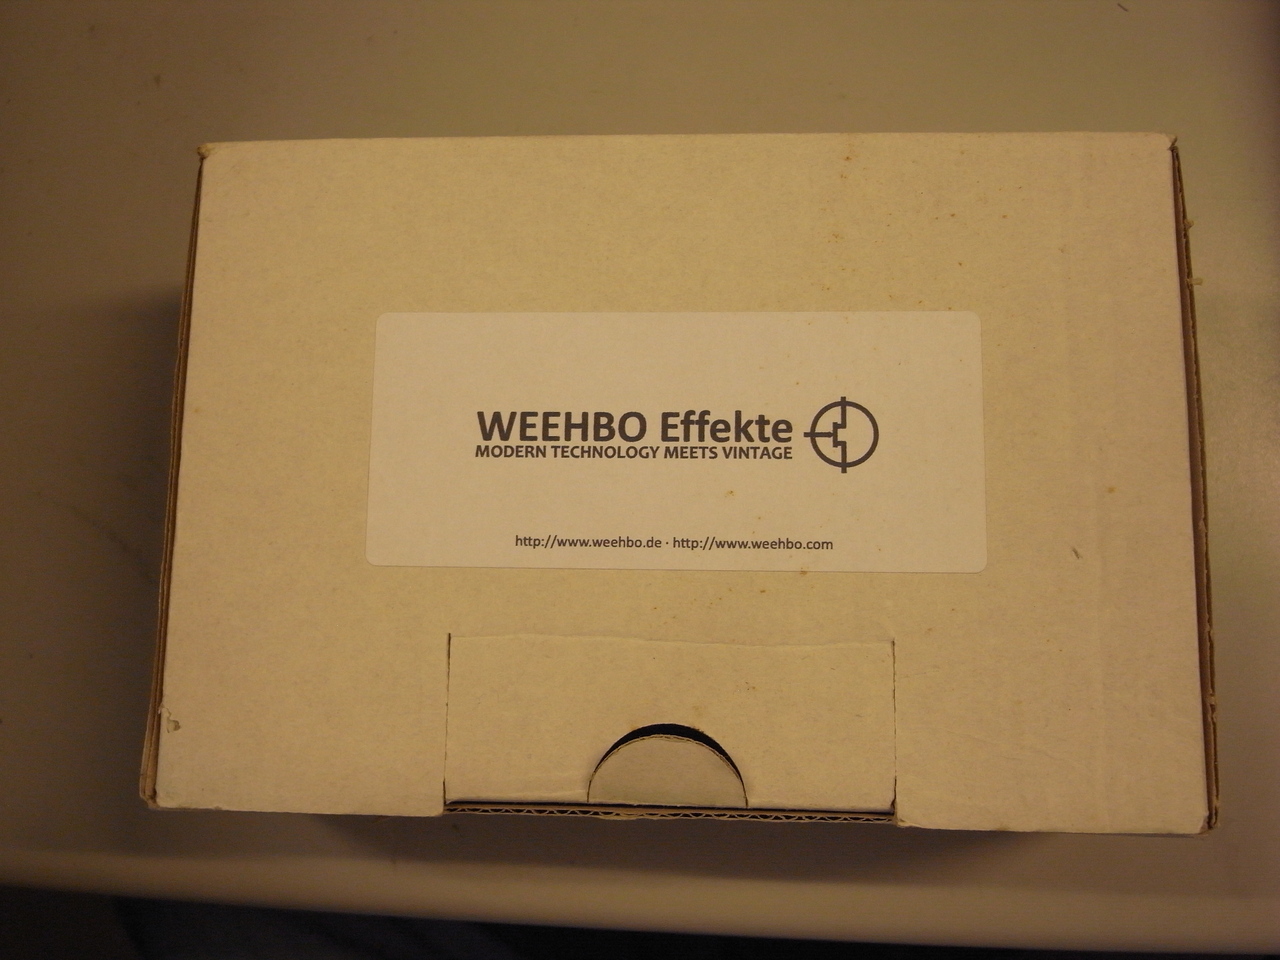 WEEHBO Effekte
MODERN TECHNOLOGY MEETS VINTAGE
http://www.weehbo.de · http://www.weehbo.com